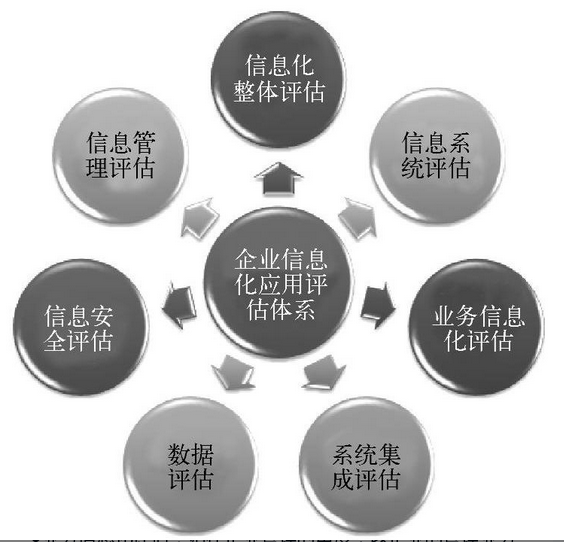 信息化
整体评估
信息系
统评估
业务信息
化评估
系统集
成评估
数据
评估
信息安
全评估
信息管
理评估
企业信息
化应用评
估体系